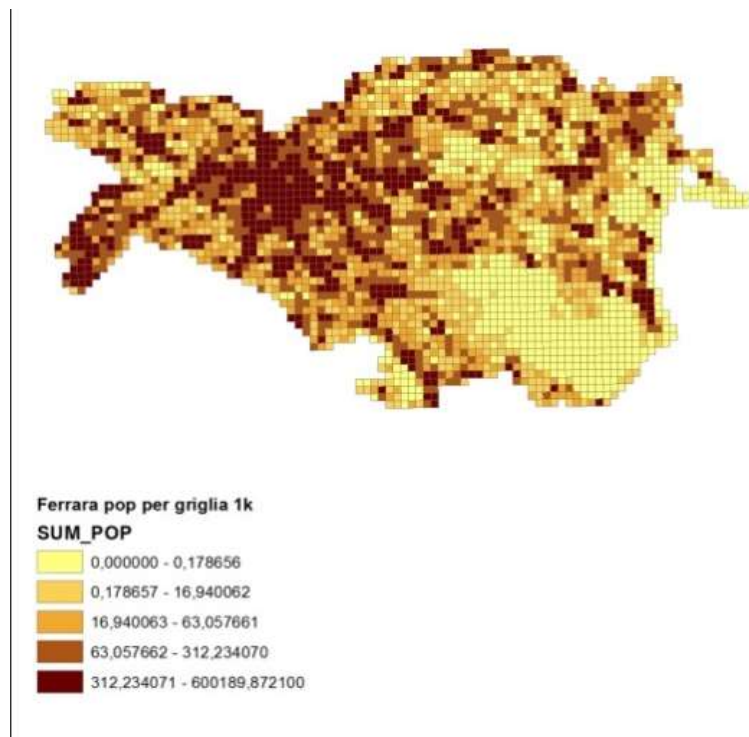 Ferrara pop per griglia 1k
SUM_POP
0,000000 - 0,178656
0,178657 - 16,940062
16,940063 - 63,057661
63,057662 - 312,234070
312,234071 - 600189,872100